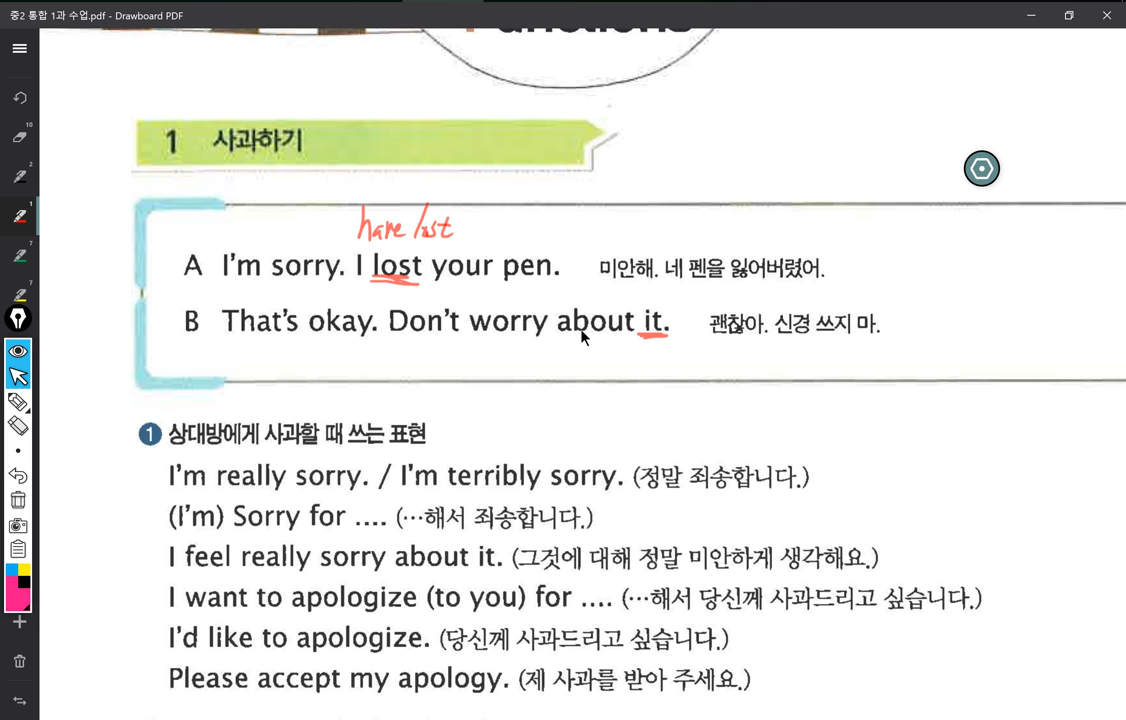 중2 통합 1과 수업.pdf - Drawboard PDF
Functions
1 사과하기
have lost
A I'm sorry. I lost your pen. 미안해. 네 펜을 잃어버렸어.
B That's okay. Don't worry about it. 괜찮아. 신경 쓰지 마.
1 상대방에게 사과할 때 쓰는 표현
I'm really sorry. / I'm terribly sorry. (정말 죄송합니다.)
(I'm) Sorry for .... (…해서 죄송합니다.)
I feel really sorry about it. (그것에 대해 정말 미안하게 생각해요.)
I want to apologize (to you) for .... (…해서 당신께 사과드리고 싶습니다.)
I'd like to apologize. (당신께 사과드리고 싶습니다.)
Please accept my apology. (제 사과를 받아 주세요.)
10
2
1
7
7